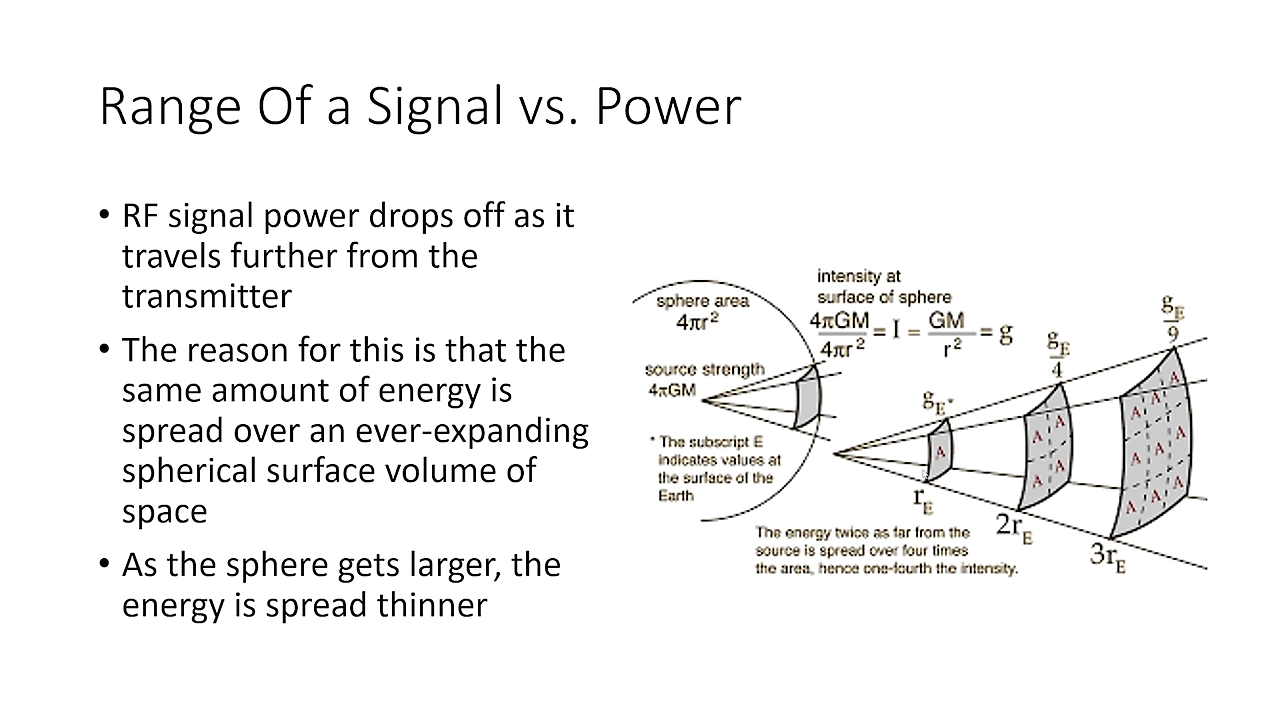 Range Of a Signal vs. Power
• RF signal power drops off as it
travels further from the
transmitter
• The reason for this is that the
same amount of energy is
spread over an ever-expanding
spherical surface volume of
space
• As the sphere gets larger, the
energy is spread thinner
sphere area
4πr²
source strength
4πGM
* The subscript E
indicates values at
the surface of the
Earth
intensity at
surface of sphere
4πGM/4πr² = I = GM/r² = g
g_E*
g_E/4
g_E/9
A
A A
A A
A A
A A A
A A A
A A
r_E
2r_E
3r_E
The energy twice as far from the
source is spread over four times
the area, hence one-fourth the intensity.